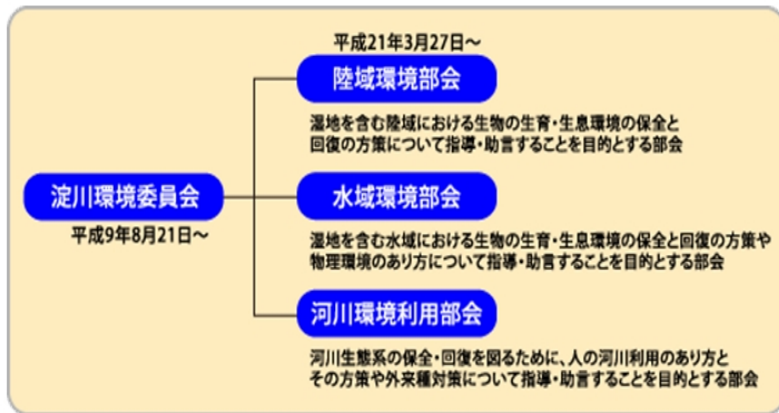 平成21年3月27日～
陸域環境部会
湿地を含む陸域における生物の生育・生息環境の保全と
回復の方策について指導・助言することを目的とする部会
淀川環境委員会
平成9年8月21日～
水域環境部会
湿地を含む水域における生物の生育・生息環境の保全と回復の方策や
物理環境のあり方について指導・助言することを目的とする部会
河川環境利用部会
河川生態系の保全・回復を図るために、人の河川利用のあり方と
その方策や外来種対策について指導・助言することを目的とする部会